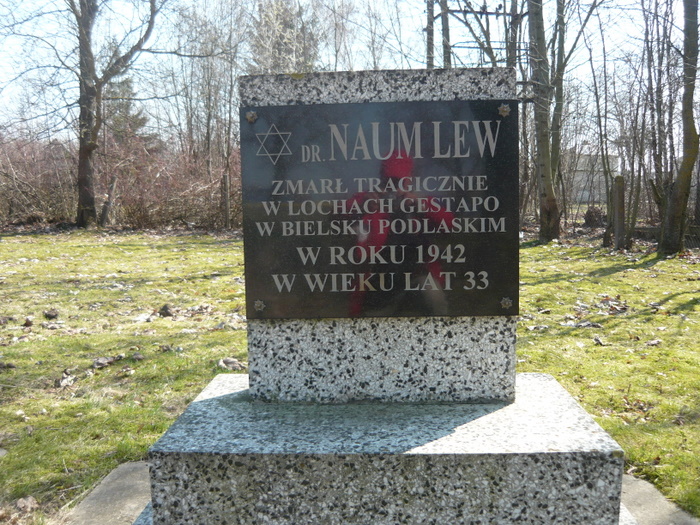 DR. NAUM LEW
ZMARŁ TRAGICZNIE
W LOCHACH GESTAPO
W BIELSKU PODLASKIM
W ROKU 1942
W WIEKU LAT 33